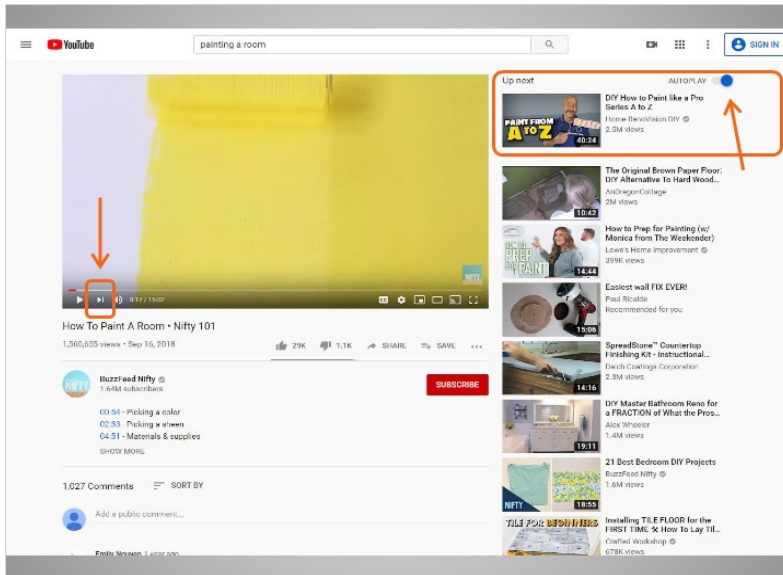 YouTube
painting a room
SIGN IN
NIFTY
0:17 / 15:02
How To Paint A Room • Nifty 101
1,560,655 views • Sep 16, 2018
29K
1.1K
SHARE
SAVE
NIFTY
BuzzFeed Nifty
1.64M subscribers
SUBSCRIBE
00:54 - Picking a color
02:33 - Picking a sheen
04:51 - Materials & supplies
SHOW MORE
1,027 Comments
SORT BY
Add a public comment...
Emily Nguyen 1 year ago
Up next
AUTOPLAY
PAINT FROM
A TO Z
40:24
DIY How to Paint like a Pro
Series A to Z
Home RenoVision DIY
2.5M views
10:42
The Original Brown Paper Floor:
DIY Alternative To Hard Wood...
AnOregonCottage
2M views
HOW TO
PREP
for PAINT
14:44
How to Prep for Painting (w/
Monica from The Weekender)
Lowe's Home Improvement
399K views
15:06
Easiest wall FIX EVER!
Paul Ricalde
Recommended for you
14:16
SpreadStone™ Countertop
Finishing Kit - Instructional...
Daich Coatings Corporation
2.3M views
19:11
DIY Master Bathroom Reno for
a FRACTION of What the Pros...
Alex Wheeler
1.4M views
NIFTY
18:55
21 Best Bedroom DIY Projects
BuzzFeed Nifty
1.6M views
TILE FOR BEGINNERS
Installing TILE FLOOR for the
FIRST TIME 🛠 How To Lay Til...
Crafted Workshop
678K views